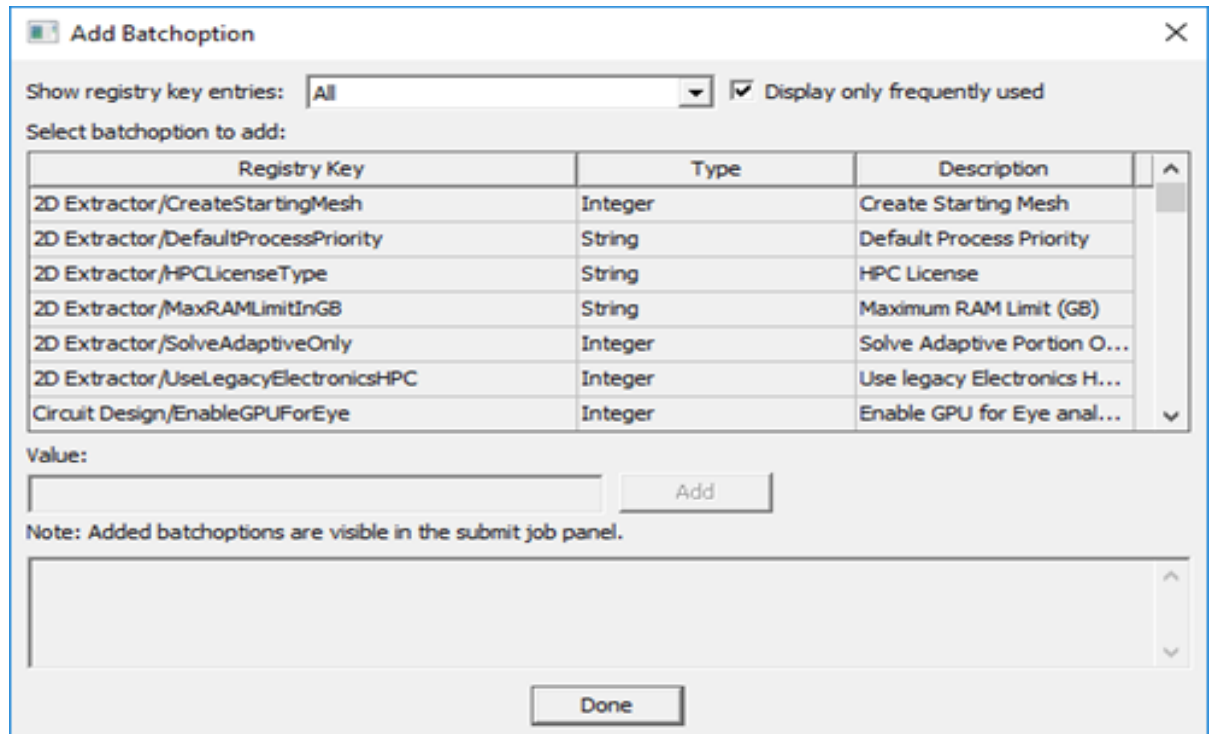 Add Batchoption
Show registry key entries: All Display only frequently used
Select batchoption to add:
Registry Key Type Description
2D Extractor/CreateStartingMesh Integer Create Starting Mesh
2D Extractor/DefaultProcessPriority String Default Process Priority
2D Extractor/HPCLicenseType String HPC License
2D Extractor/MaxRAMLimitInGB String Maximum RAM Limit (GB)
2D Extractor/SolveAdaptiveOnly Integer Solve Adaptive Portion O...
2D Extractor/UseLegacyElectronicsHPC Integer Use legacy Electronics H...
Circuit Design/EnableGPUForEye Integer Enable GPU for Eye anal...
Value:
Add
Note: Added batchoptions are visible in the submit job panel.
Done